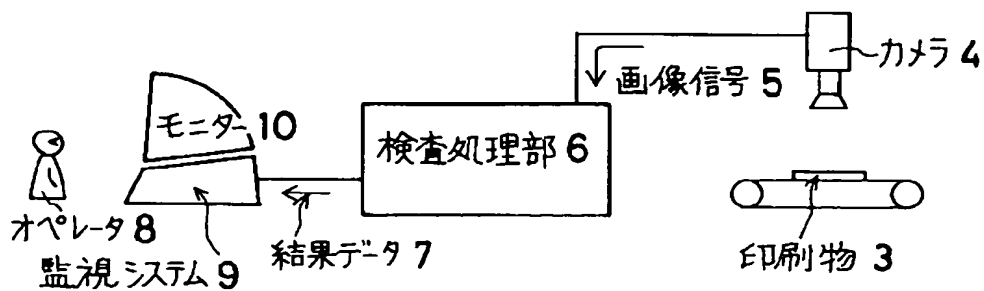 カメラ 4
画像信号 5
モニター 10
検査処理部 6
オペレータ 8
監視システム 9
結果データ 7
印刷物 3